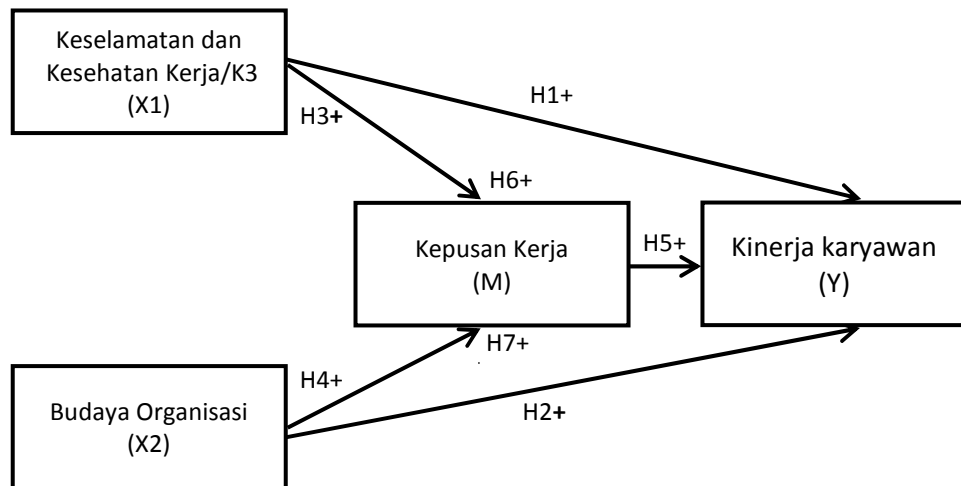 Keselamatan dan
Kesehatan Kerja/K3
(X1)
H1+
H3+
H6+
Kepusan Kerja
(M)
H5+
Kinerja karyawan
(Y)
H7+
H4+
Budaya Organisasi
(X2)
H2+